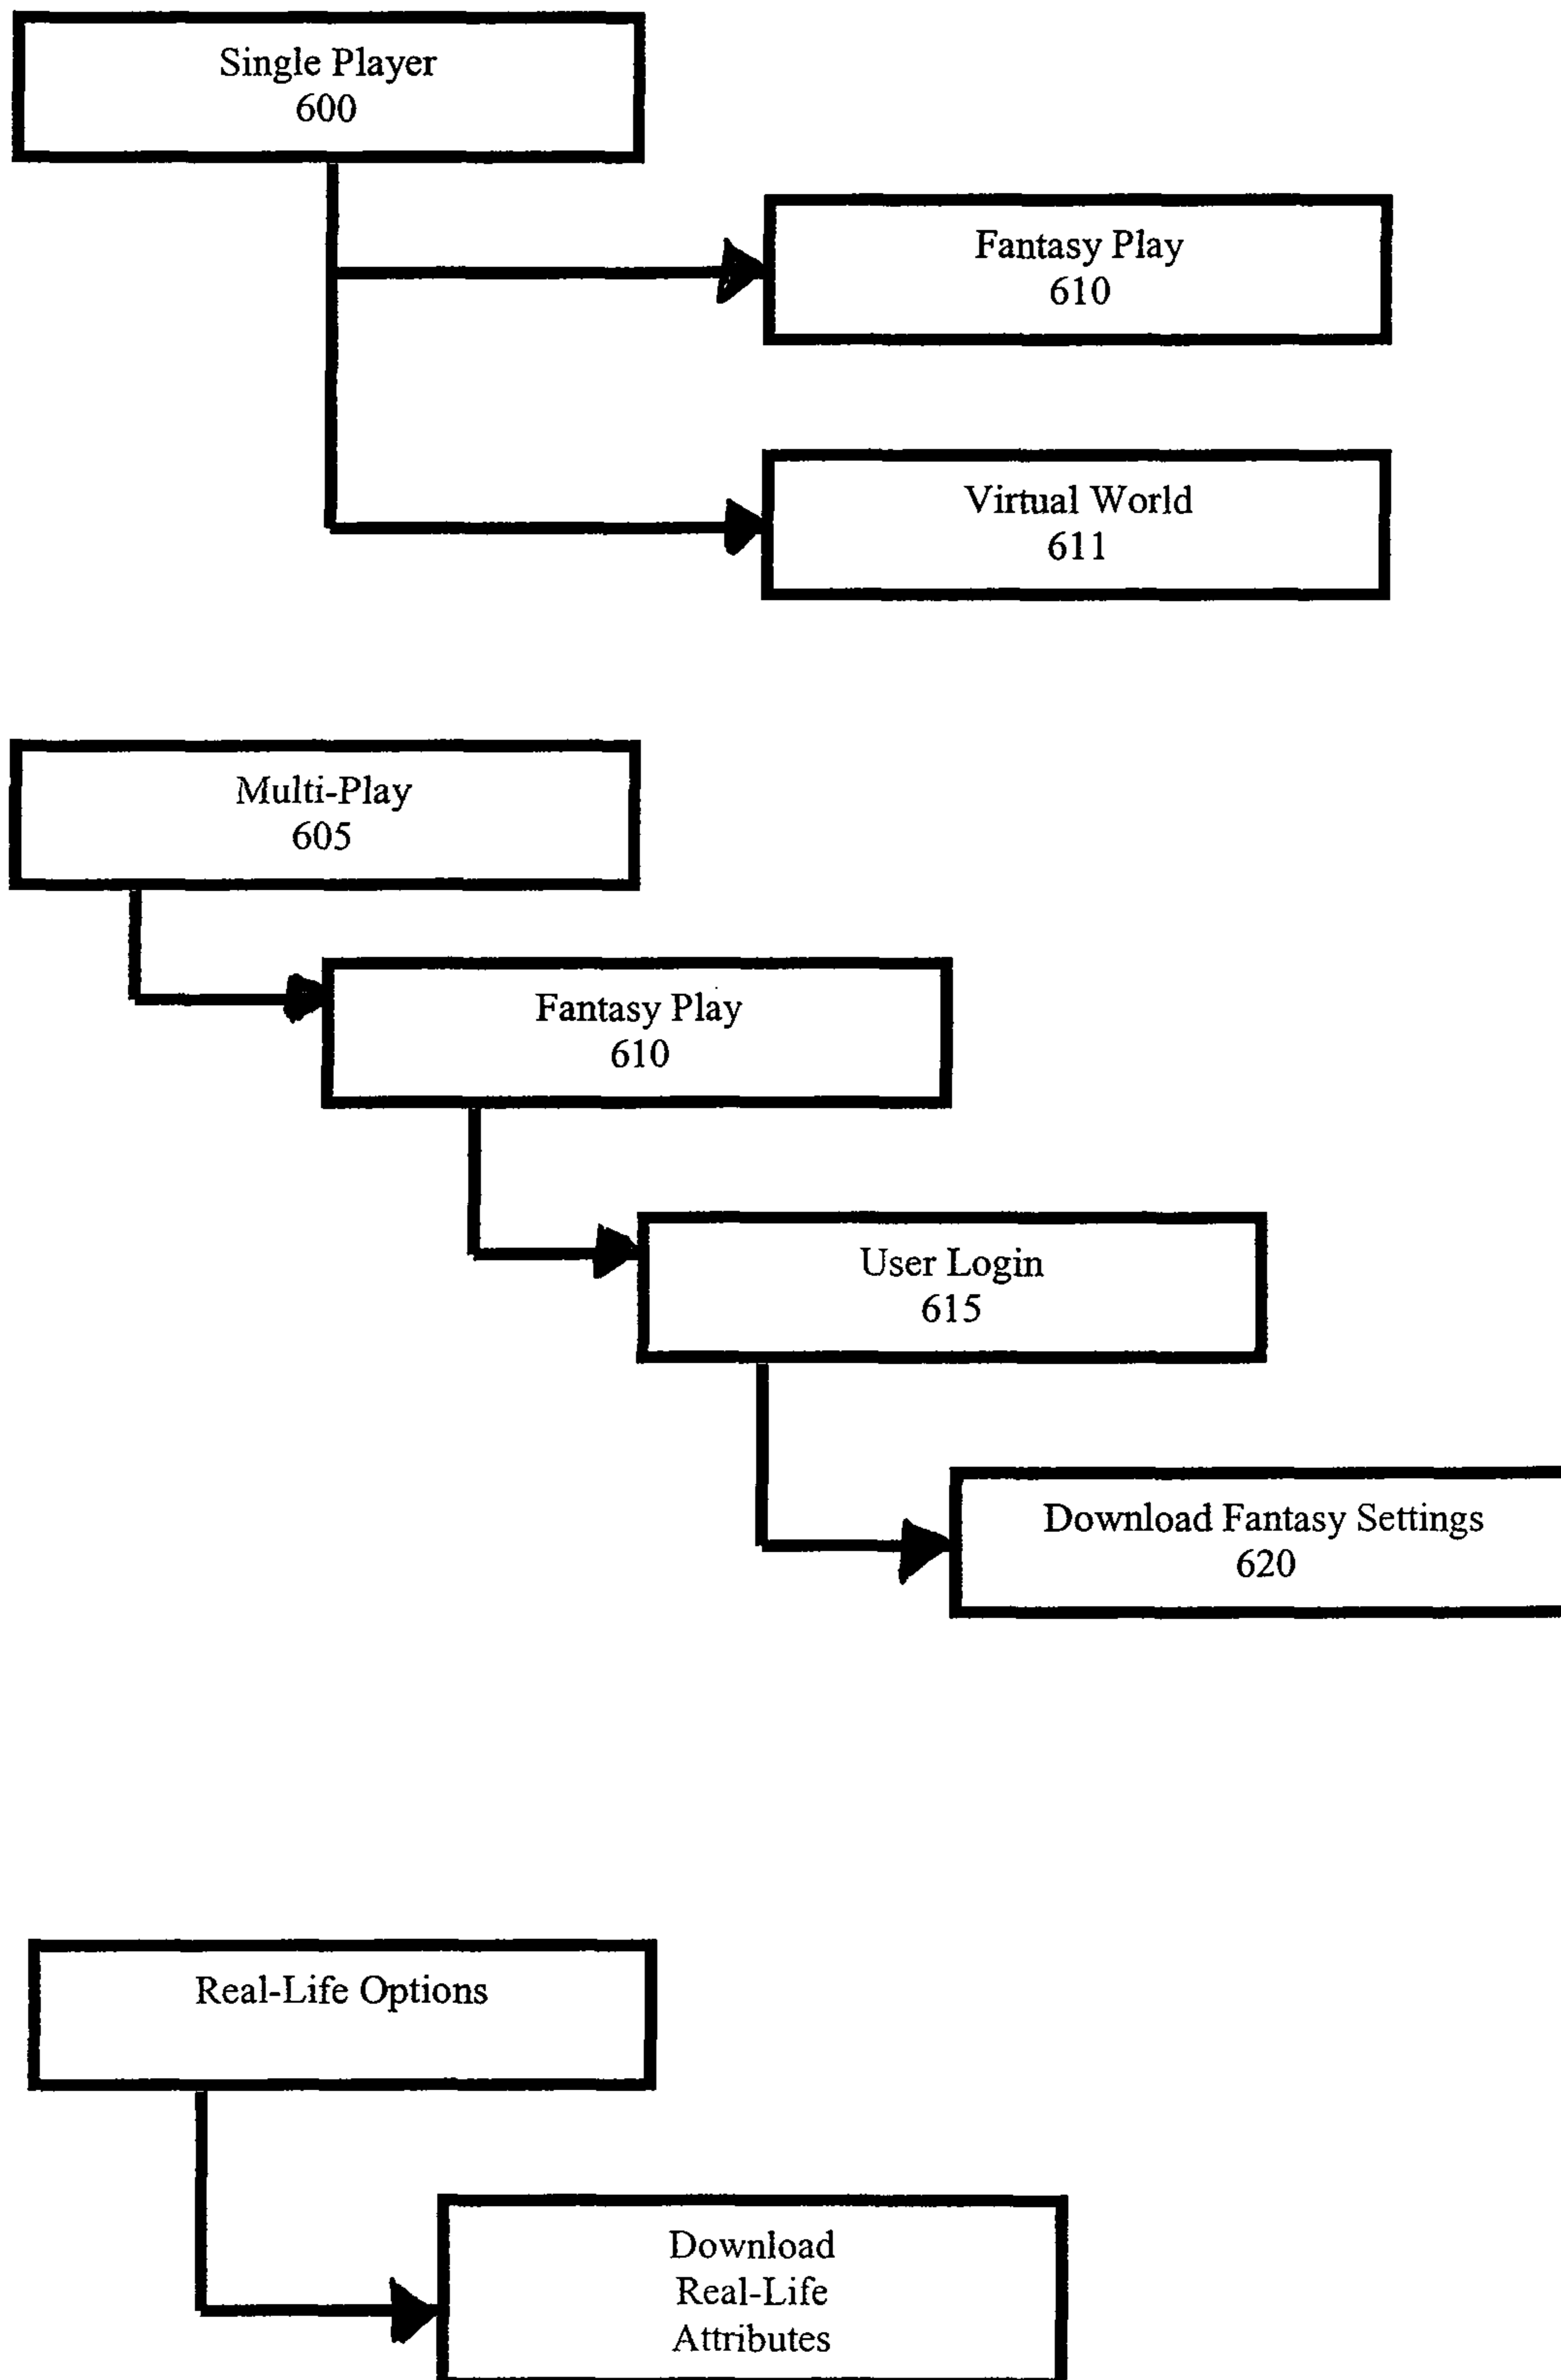 Single Player
600
Fantasy Play
610
Virtual World
611
Multi-Play
605
Fantasy Play
610
User Login
615
Download Fantasy Settings
620
Real-Life Options
Download
Real-Life
Attributes